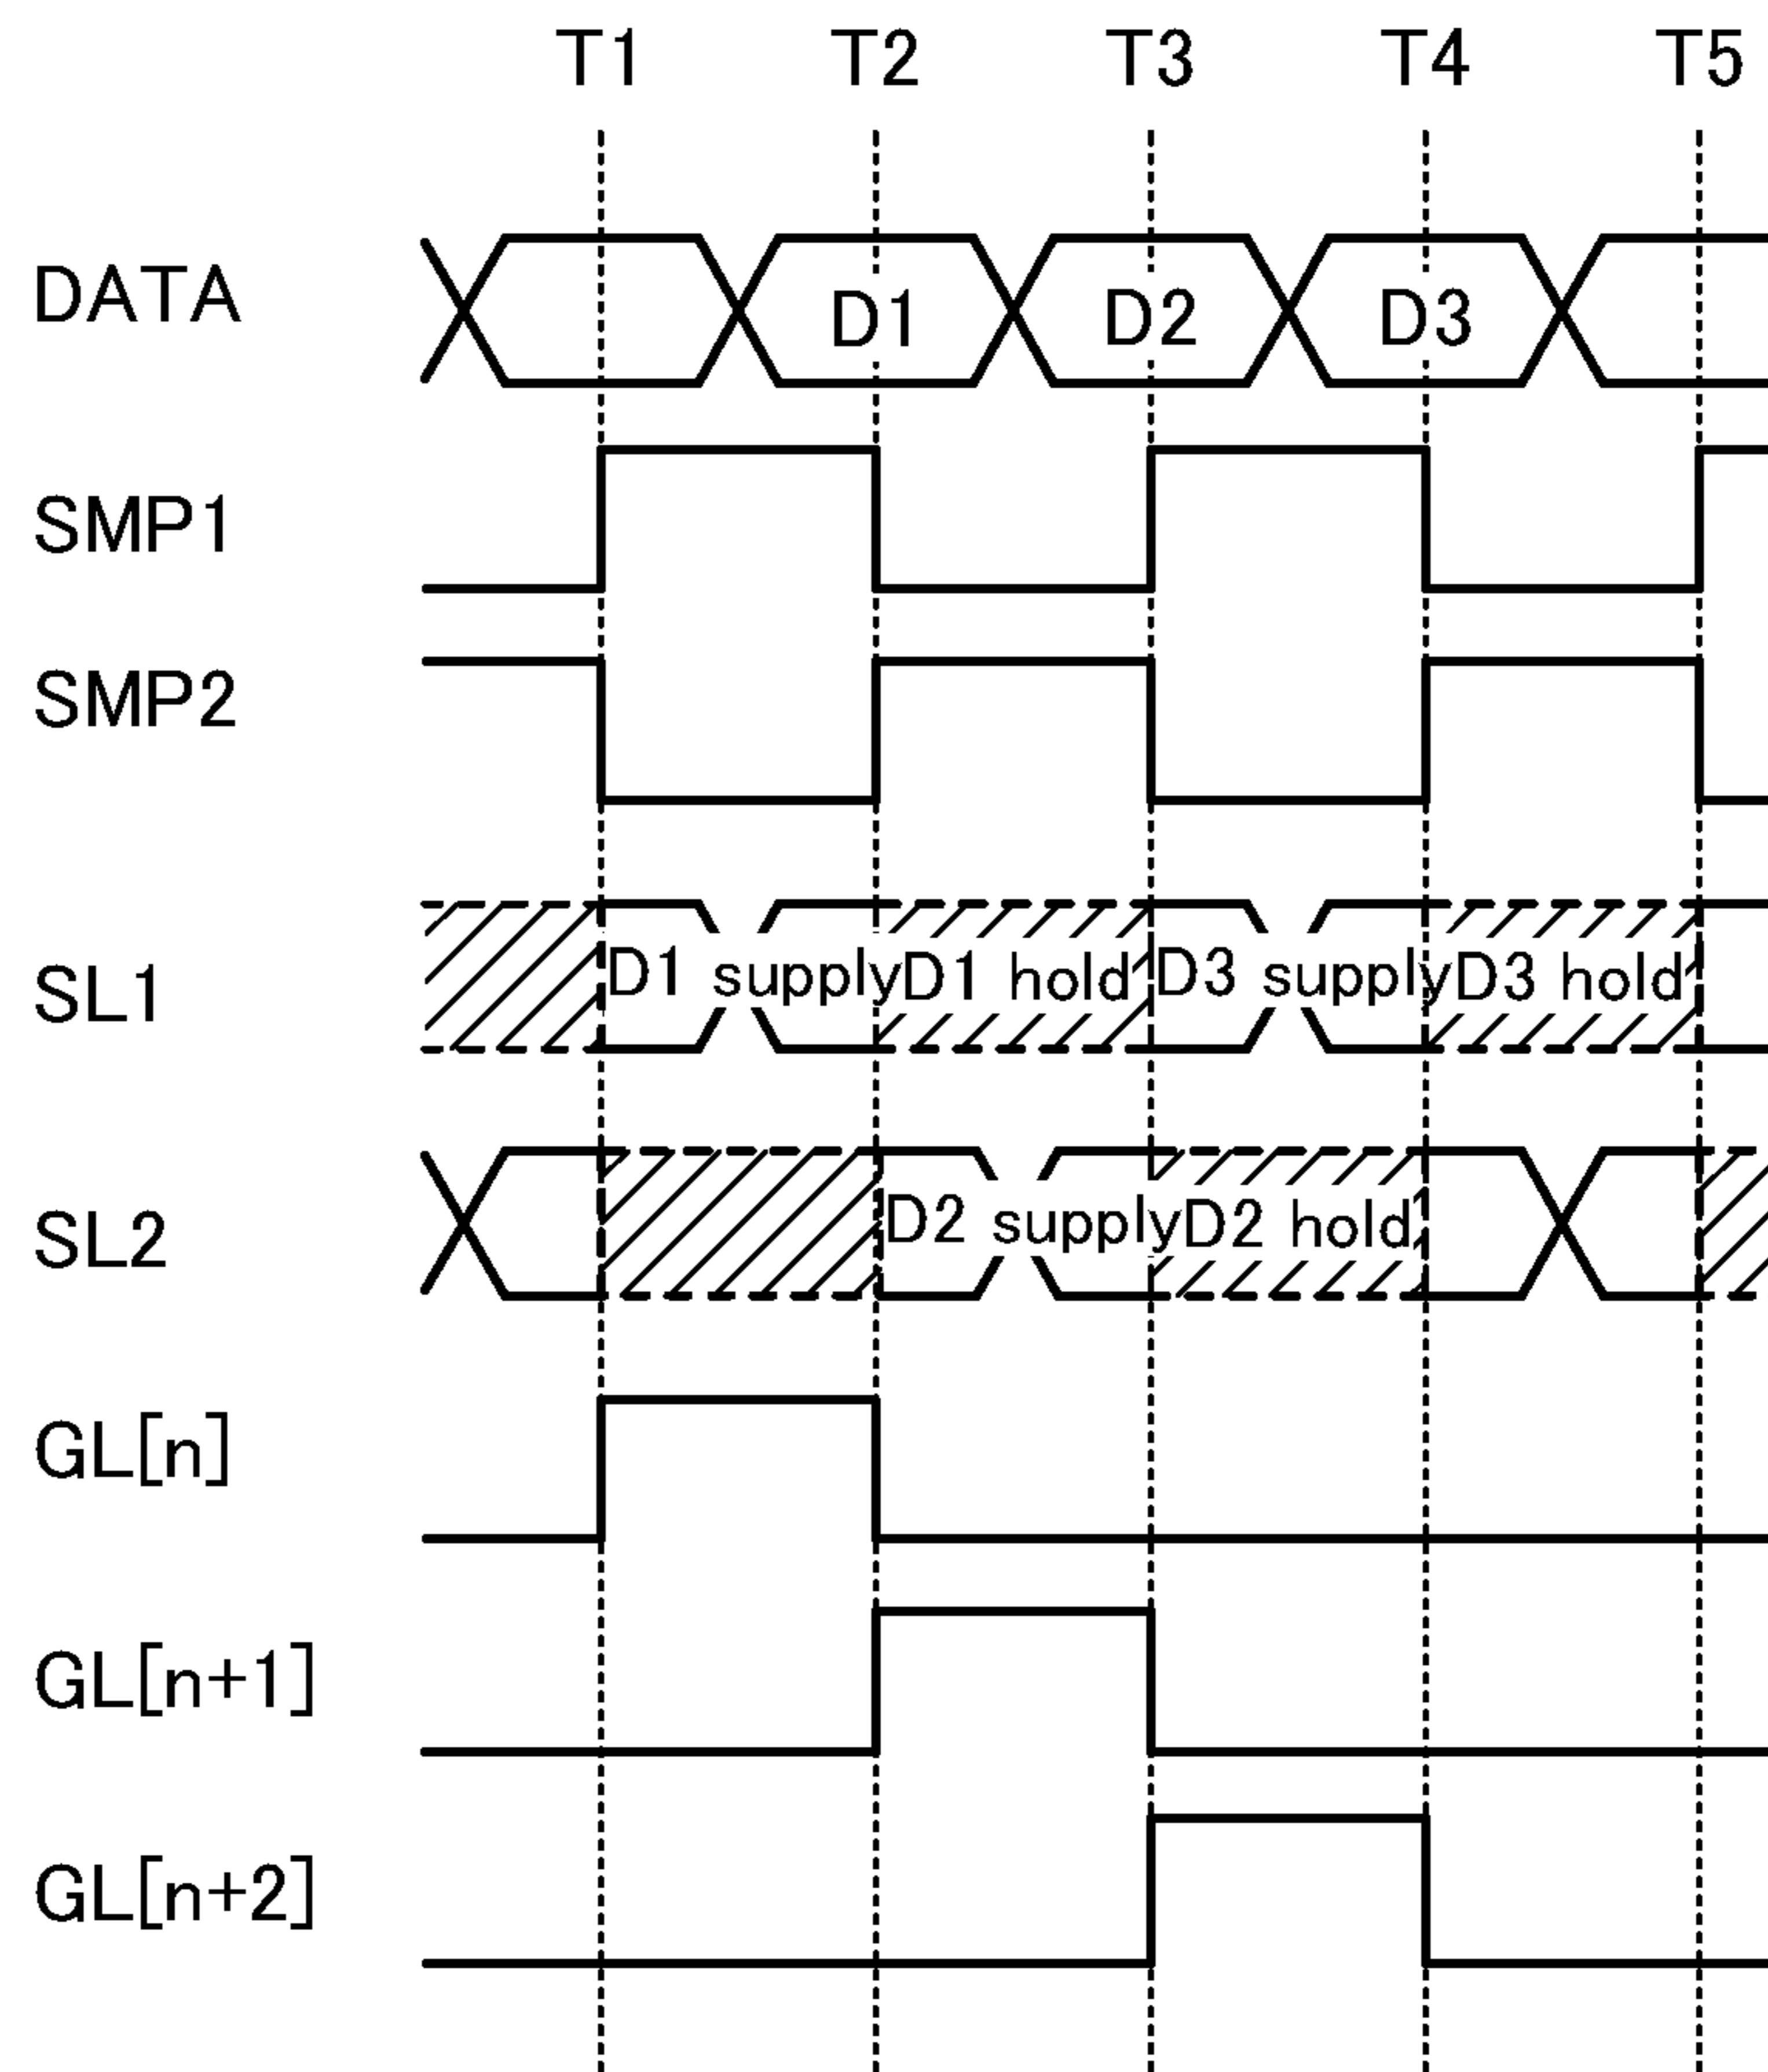 T1 T2 T3 T4 T5
DATA D1 D2 D3
SMP1
SMP2
SL1 D1 supply D1 hold D3 supply D3 hold
SL2 D2 supply D2 hold
GL[n]
GL[n+1]
GL[n+2]